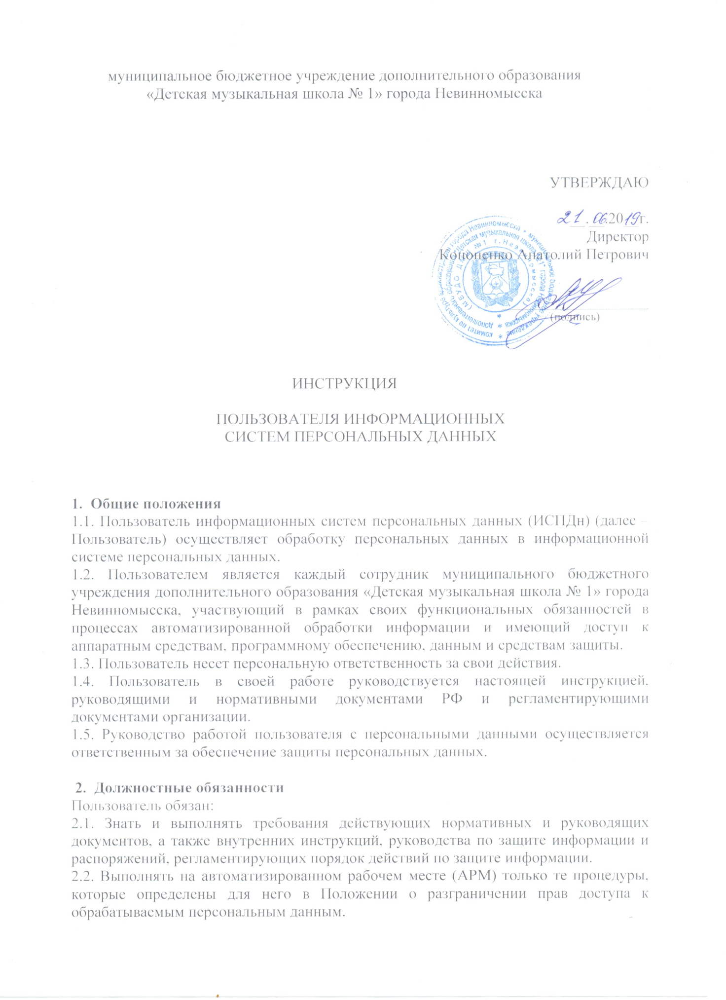 муниципальное бюджетное учреждение дополнительного образования
«Детская музыкальная школа № 1» города Невинномысска
УТВЕРЖДАЮ
21.06.2019г.
Директор
Кононенко Анатолий Петрович
(подпись)
комитет по культуре администрации города Невинномысска * муниципальное бюджетное учреждение *
дополнительного образования "Детская музыкальная школа №1" города Невинномысска *
(МБУДО ДМШ №1 г.Невинномысска) *
ИНСТРУКЦИЯ
ПОЛЬЗОВАТЕЛЯ ИНФОРМАЦИОННЫХ
СИСТЕМ ПЕРСОНАЛЬНЫХ ДАННЫХ
1. Общие положения
1.1. Пользователь информационных систем персональных данных (ИСПДн) (далее –
Пользователь) осуществляет обработку персональных данных в информационной
системе персональных данных.
1.2. Пользователем является каждый сотрудник муниципального бюджетного
учреждения дополнительного образования «Детская музыкальная школа № 1» города
Невинномысска, участвующий в рамках своих функциональных обязанностей в
процессах автоматизированной обработки информации и имеющий доступ к
аппаратным средствам, программному обеспечению, данным и средствам защиты.
1.3. Пользователь несет персональную ответственность за свои действия.
1.4. Пользователь в своей работе руководствуется настоящей инструкцией,
руководящими и нормативными документами РФ и регламентирующими
документами организации.
1.5. Руководство работой пользователя с персональными данными осуществляется
ответственным за обеспечение защиты персональных данных.
2. Должностные обязанности
Пользователь обязан:
2.1. Знать и выполнять требования действующих нормативных и руководящих
документов, а также внутренних инструкций, руководства по защите информации и
распоряжений, регламентирующих порядок действий по защите информации.
2.2. Выполнять на автоматизированном рабочем месте (АРМ) только те процедуры,
которые определены для него в Положении о разграничении прав доступа к
обрабатываемым персональным данным.